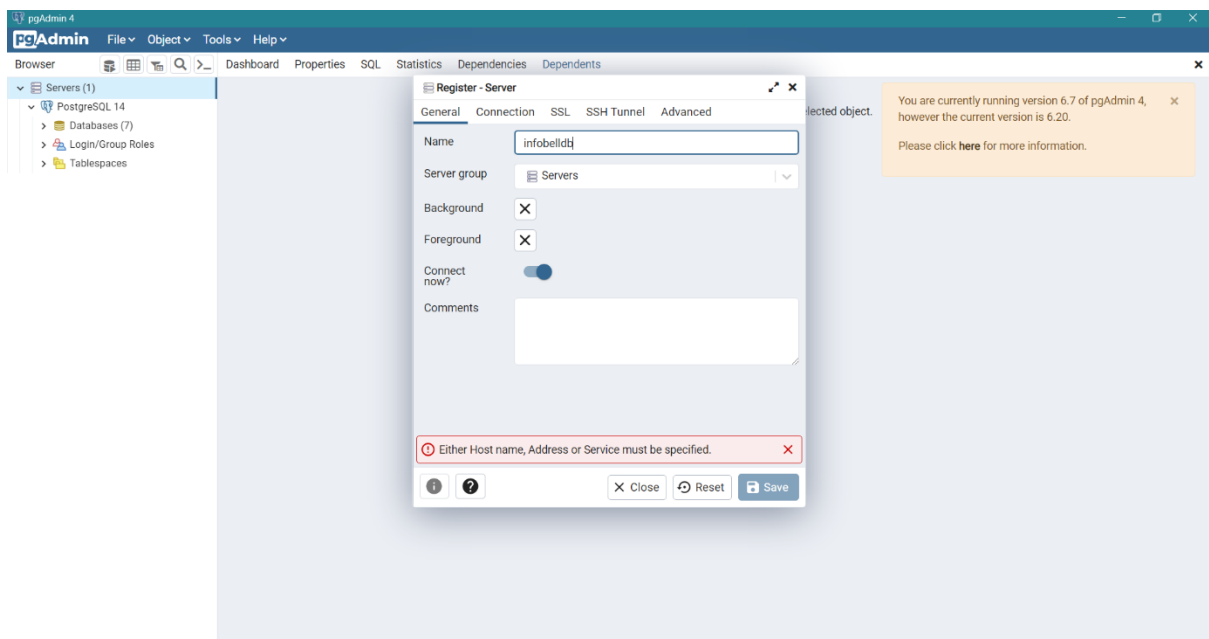 pgAdmin 4
pgAdmin File Object Tools Help
Browser Dashboard Properties SQL Statistics Dependencies Dependents
Servers (1)
PostgreSQL 14
Databases (7)
Login/Group Roles
Tablespaces
Register - Server
General Connection SSL SSH Tunnel Advanced
Name infobelldb
Server group Servers
Background
Foreground
Connect
now?
Comments
Either Host name, Address or Service must be specified.
Close Reset Save
elected object.
You are currently running version 6.7 of pgAdmin 4,
however the current version is 6.20.
Please click here for more information.